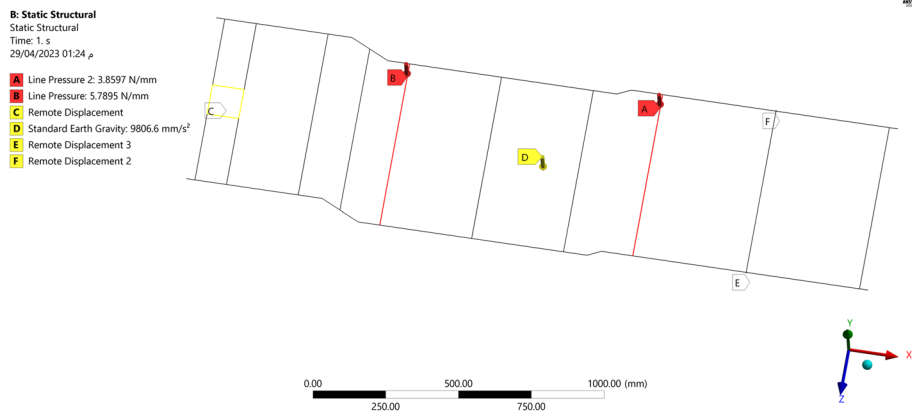 B: Static Structural
Static Structural
Time: 1. s
29/04/2023 01:24 م
A Line Pressure 2: 3.8597 N/mm
B Line Pressure: 5.7895 N/mm
C Remote Displacement
D Standard Earth Gravity: 9806.6 mm/s²
E Remote Displacement 3
F Remote Displacement 2
B
A
F
C
D
E
Y
X
Z
0.00 500.00 1000.00 (mm)
250.00 750.00